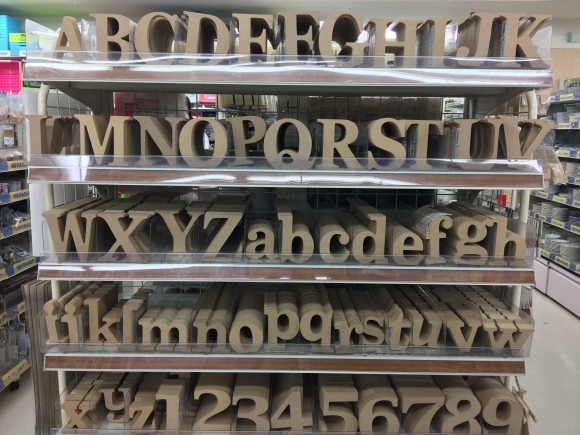 ABCDEFGHIJK
LMNOPQRSTUV
WXYZabcdefgh
ijklmnopqrstuvw
xyz123456789